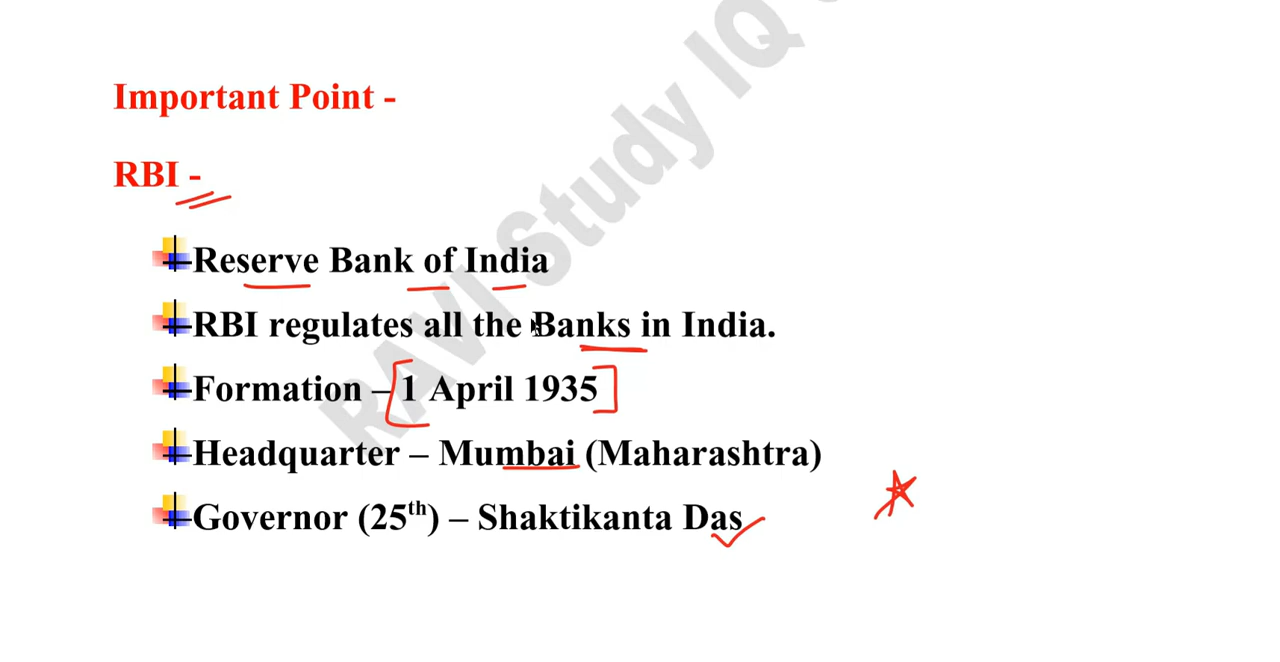 Important Point -
RBI -
Reserve Bank of India
RBI regulates all the Banks in India.
Formation – 1 April 1935
Headquarter – Mumbai (Maharashtra)
Governor (25th) – Shaktikanta Das
RAVI Study IQ